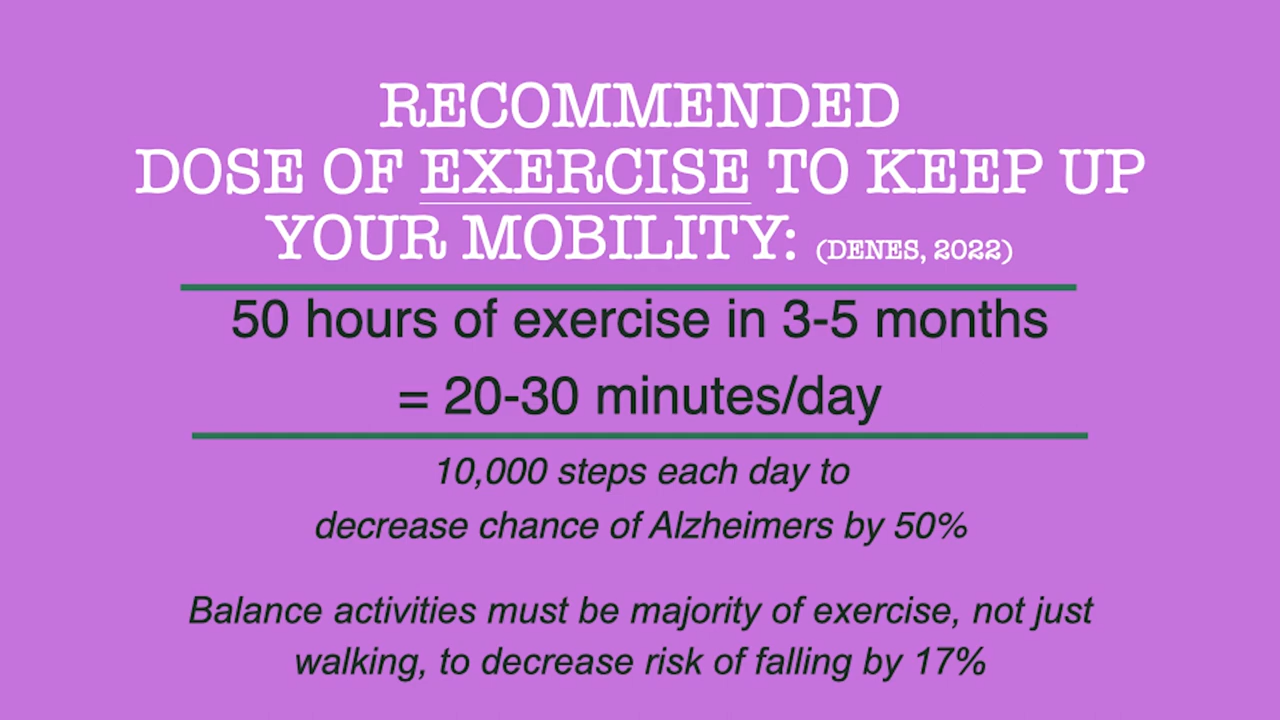 RECOMMENDED
DOSE OF EXERCISE TO KEEP UP
YOUR MOBILITY: (DENES, 2022)
50 hours of exercise in 3-5 months
= 20-30 minutes/day
10,000 steps each day to
decrease chance of Alzheimers by 50%
Balance activities must be majority of exercise, not just
walking, to decrease risk of falling by 17%